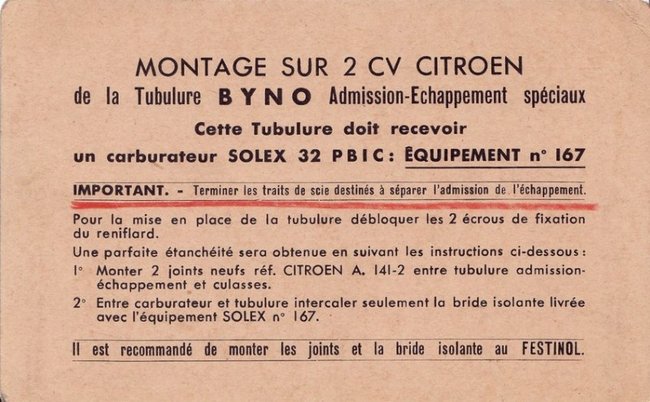 MONTAGE SUR 2 CV CITROEN
de la Tubulure BYNO Admission-Echappement spéciaux
Cette Tubulure doit recevoir
un carburateur SOLEX 32 PBIC : ÉQUIPEMENT n° 167
IMPORTANT. - Terminer les traits de scie destinés à séparer l'admission de l'échappement.
Pour la mise en place de la tubulure débloquer les 2 écrous de fixation
du reniflard.
Une parfaite étanchéité sera obtenue en suivant les instructions ci-dessous :
1° Monter 2 joints neufs réf. CITROEN A. 141-2 entre tubulure admission-
échappement et culasses.
2° Entre carburateur et tubulure intercaler seulement la bride isolante livrée
avec l'équipement SOLEX n° 167.
Il est recommandé de monter les joints et la bride isolante au FESTINOL.